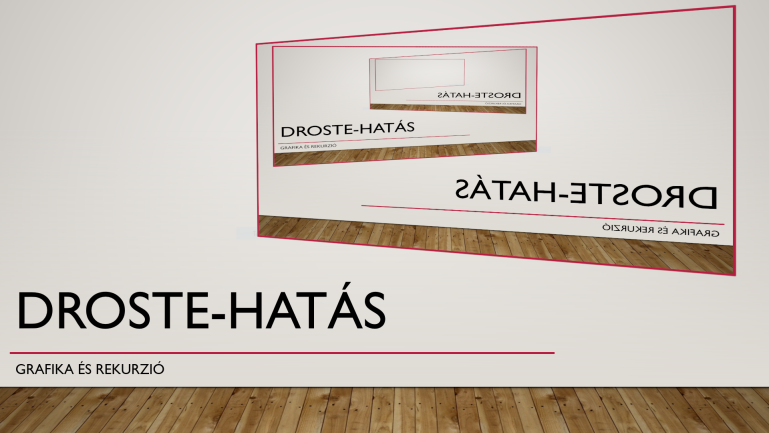 DROSTE-HATÁS
GRAFIKA ÉS REKURZIÓ
DROSTE-HATÁS
GRAFIKA ÉS REKURZIÓ
DROSTE-HATÁS
GRAFIKA ÉS REKURZIÓ
DROSTE-HATÁS